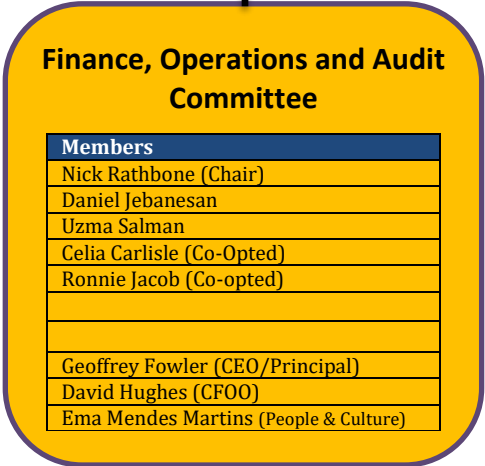 Finance, Operations and Audit
Committee
Members
Nick Rathbone (Chair)
Daniel Jebanesan
Uzma Salman
Celia Carlisle (Co-Opted)
Ronnie Jacob (Co-opted)
Geoffrey Fowler (CEO/Principal)
David Hughes (CFOO)
Ema Mendes Martins (People & Culture)